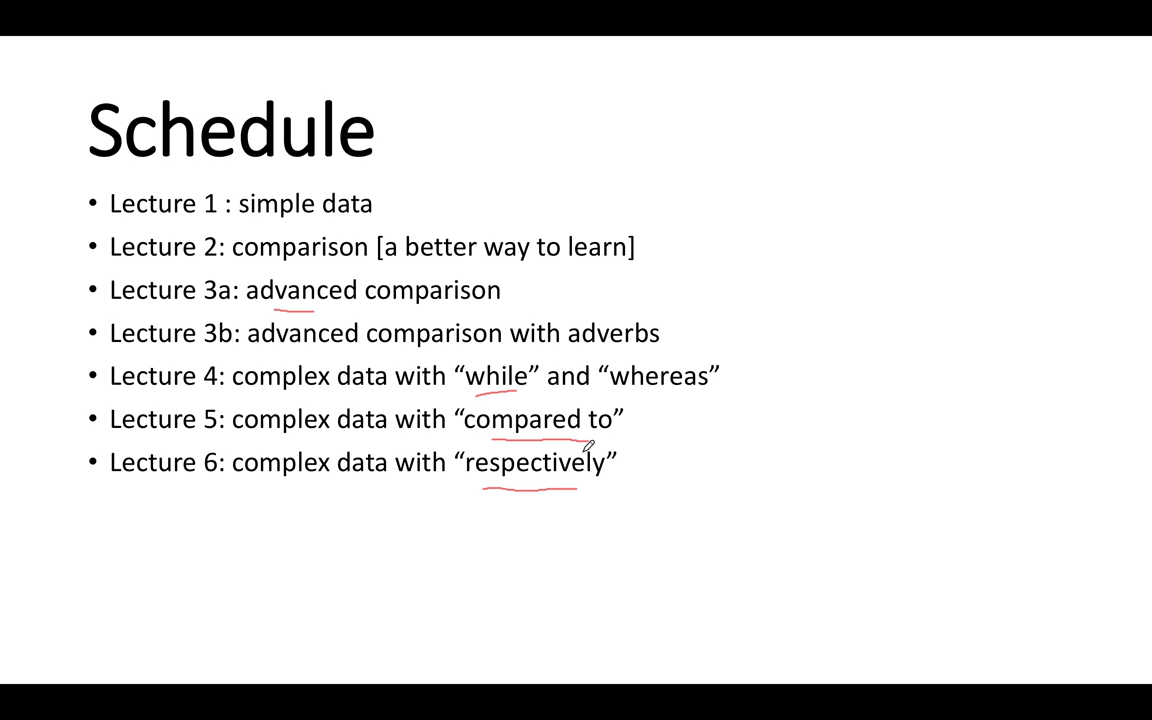 Schedule
• Lecture 1 : simple data
• Lecture 2: comparison [a better way to learn]
• Lecture 3a: advanced comparison
• Lecture 3b: advanced comparison with adverbs
• Lecture 4: complex data with “while” and “whereas”
• Lecture 5: complex data with “compared to”
• Lecture 6: complex data with “respectively”